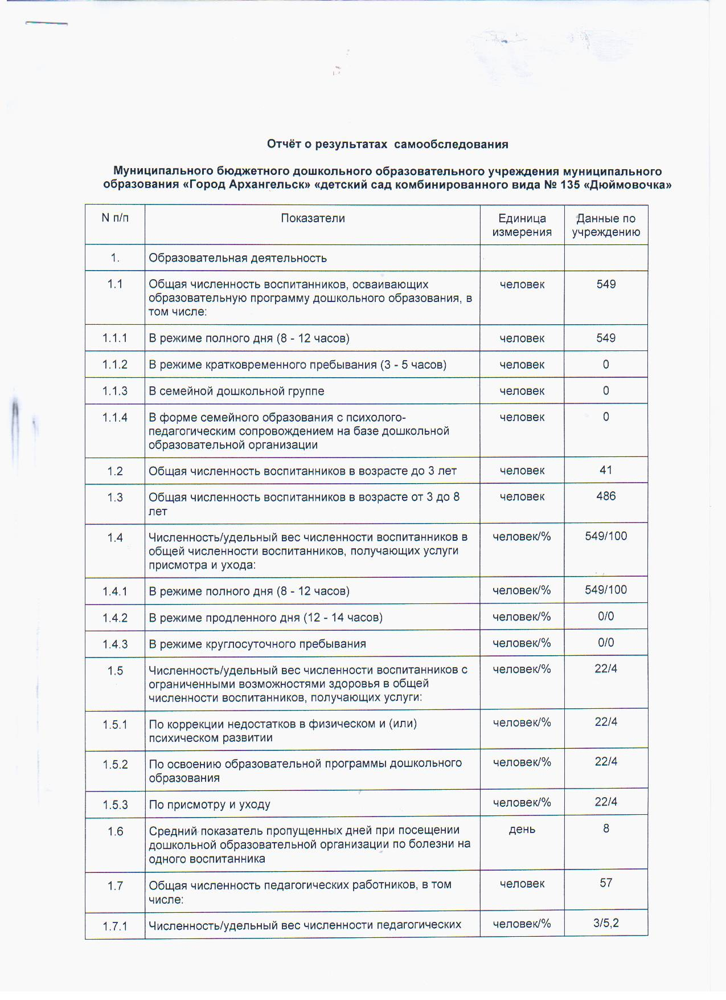 Отчёт о результатах самообследования
Муниципального бюджетного дошкольного образовательного учреждения муниципального
образования «Город Архангельск» «детский сад комбинированного вида № 135 «Дюймовочка»
N п/п Показатели Единица Данные по
измерения учреждению
1. Образовательная деятельность
1.1 Общая численность воспитанников, осваивающих человек 549
образовательную программу дошкольного образования, в
том числе:
1.1.1 В режиме полного дня (8 - 12 часов) человек 549
1.1.2 В режиме кратковременного пребывания (3 - 5 часов) человек 0
1.1.3 В семейной дошкольной группе человек 0
1.1.4 В форме семейного образования с психолого- человек 0
педагогическим сопровождением на базе дошкольной
образовательной организации
1.2 Общая численность воспитанников в возрасте до 3 лет человек 41
1.3 Общая численность воспитанников в возрасте от 3 до 8 человек 486
лет
1.4 Численность/удельный вес численности воспитанников в человек/% 549/100
общей численности воспитанников, получающих услуги
присмотра и ухода:
1.4.1 В режиме полного дня (8 - 12 часов) человек/% 549/100
1.4.2 В режиме продленного дня (12 - 14 часов) человек/% 0/0
1.4.3 В режиме круглосуточного пребывания человек/% 0/0
1.5 Численность/удельный вес численности воспитанников с человек/% 22/4
ограниченными возможностями здоровья в общей
численности воспитанников, получающих услуги:
1.5.1 По коррекции недостатков в физическом и (или) человек/% 22/4
психическом развитии
1.5.2 По освоению образовательной программы дошкольного человек/% 22/4
образования
1.5.3 По присмотру и уходу человек/% 22/4
1.6 Средний показатель пропущенных дней при посещении день 8
дошкольной образовательной организации по болезни на
одного воспитанника
1.7 Общая численность педагогических работников, в том человек 57
числе:
1.7.1 Численность/удельный вес численности педагогических человек/% 3/5,2